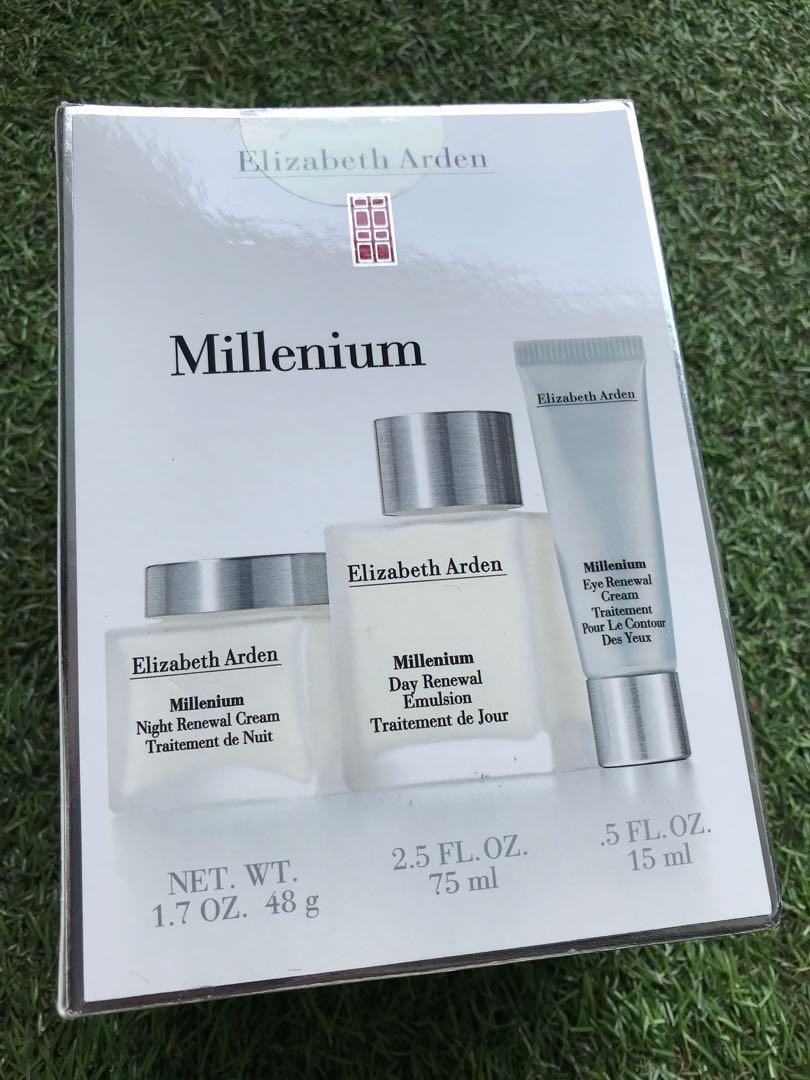 Elizabeth Arden
Millenium
Elizabeth Arden
Millenium
Night Renewal Cream
Traitement de Nuit
Elizabeth Arden
Millenium
Day Renewal
Emulsion
Traitement de Jour
Elizabeth Arden
Millenium
Eye Renewal
Cream
Traitement
Pour Le Contour
Des Yeux
NET. WT.
1.7 OZ. 48 g
2.5 FL.OZ.
75 ml
.5 FL.OZ.
15 ml